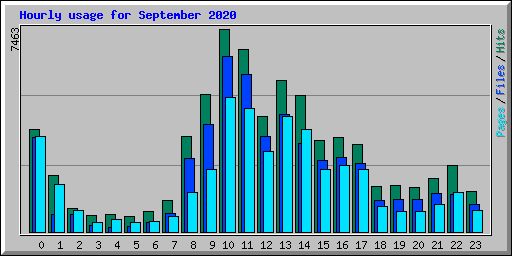 Hourly usage for September 2020
7463
Pages / Files / Hits
0 1 2 3 4 5 6 7 8 9 10 11 12 13 14 15 16 17 18 19 20 21 22 23